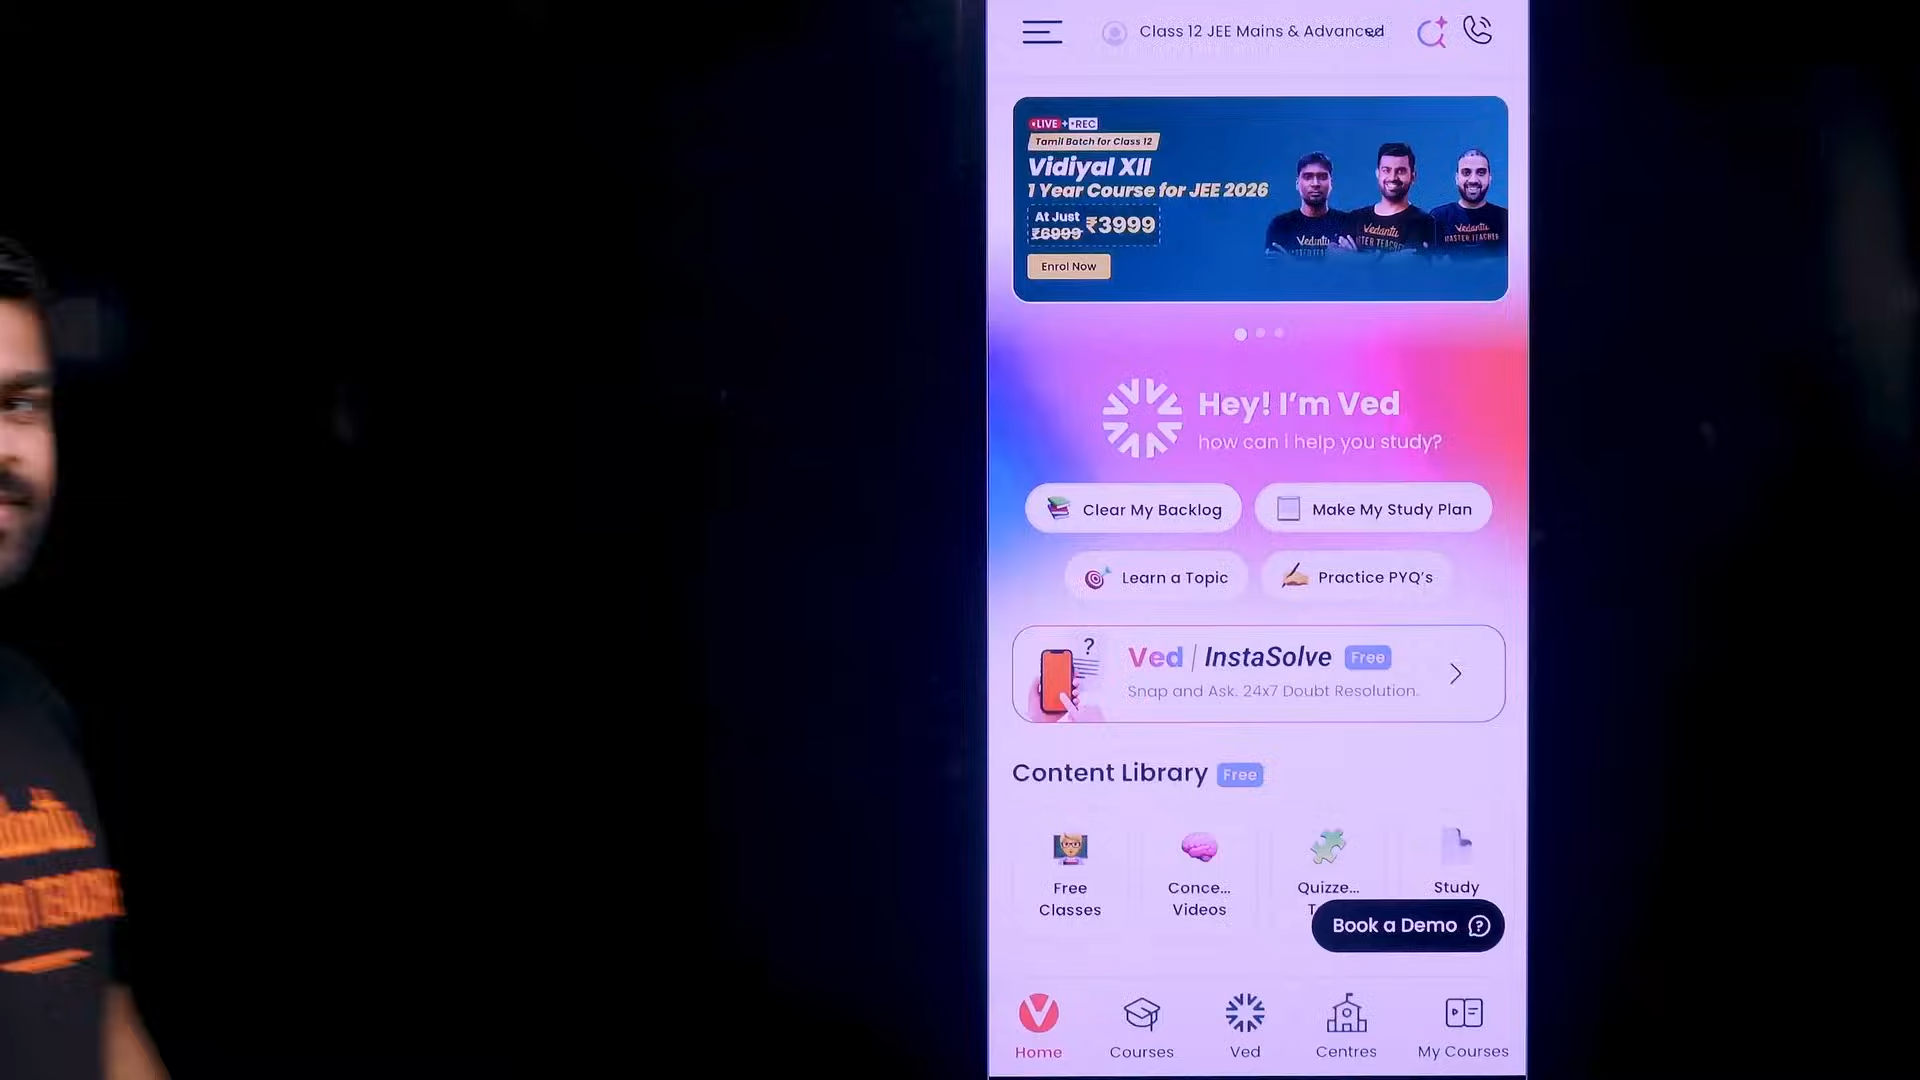 Class 12 JEE Mains & Advanced
LIVE + REC
Tamil Batch for Class 12
Vidiyal XII
1 Year Course for JEE 2026
At Just
₹6999 ₹3999
Enrol Now
Vedantu
Vedantu
MASTER TEACHER
Hey! I'm Ved
how can i help you study?
Clear My Backlog
Make My Study Plan
Learn a Topic
Practice PYQ's
Ved | InstaSolve Free
Snap and Ask. 24x7 Doubt Resolution.
Content Library Free
Free
Classes
Conce...
Videos
Quizze...
Study
Book a Demo
Home
Courses
Ved
Centres
My Courses